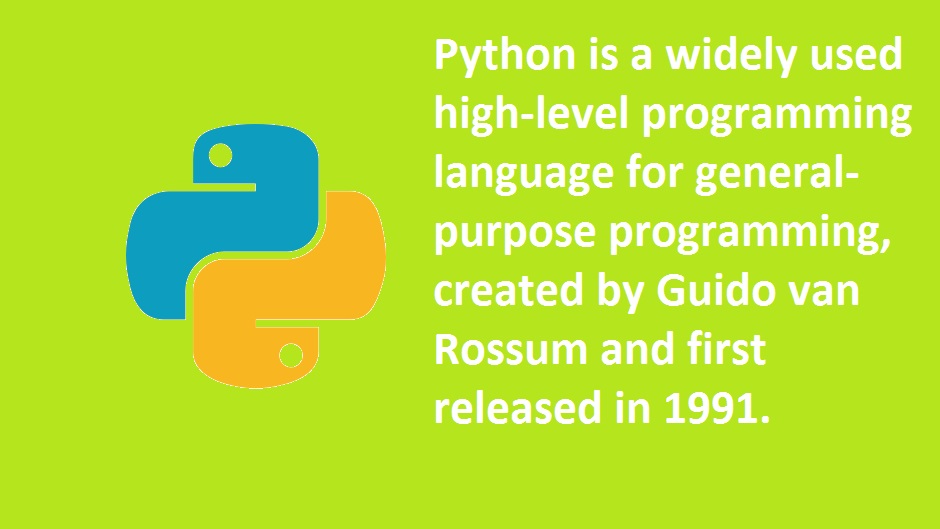 Python is a widely used
high-level programming
language for general-
purpose programming,
created by Guido van
Rossum and first
released in 1991.